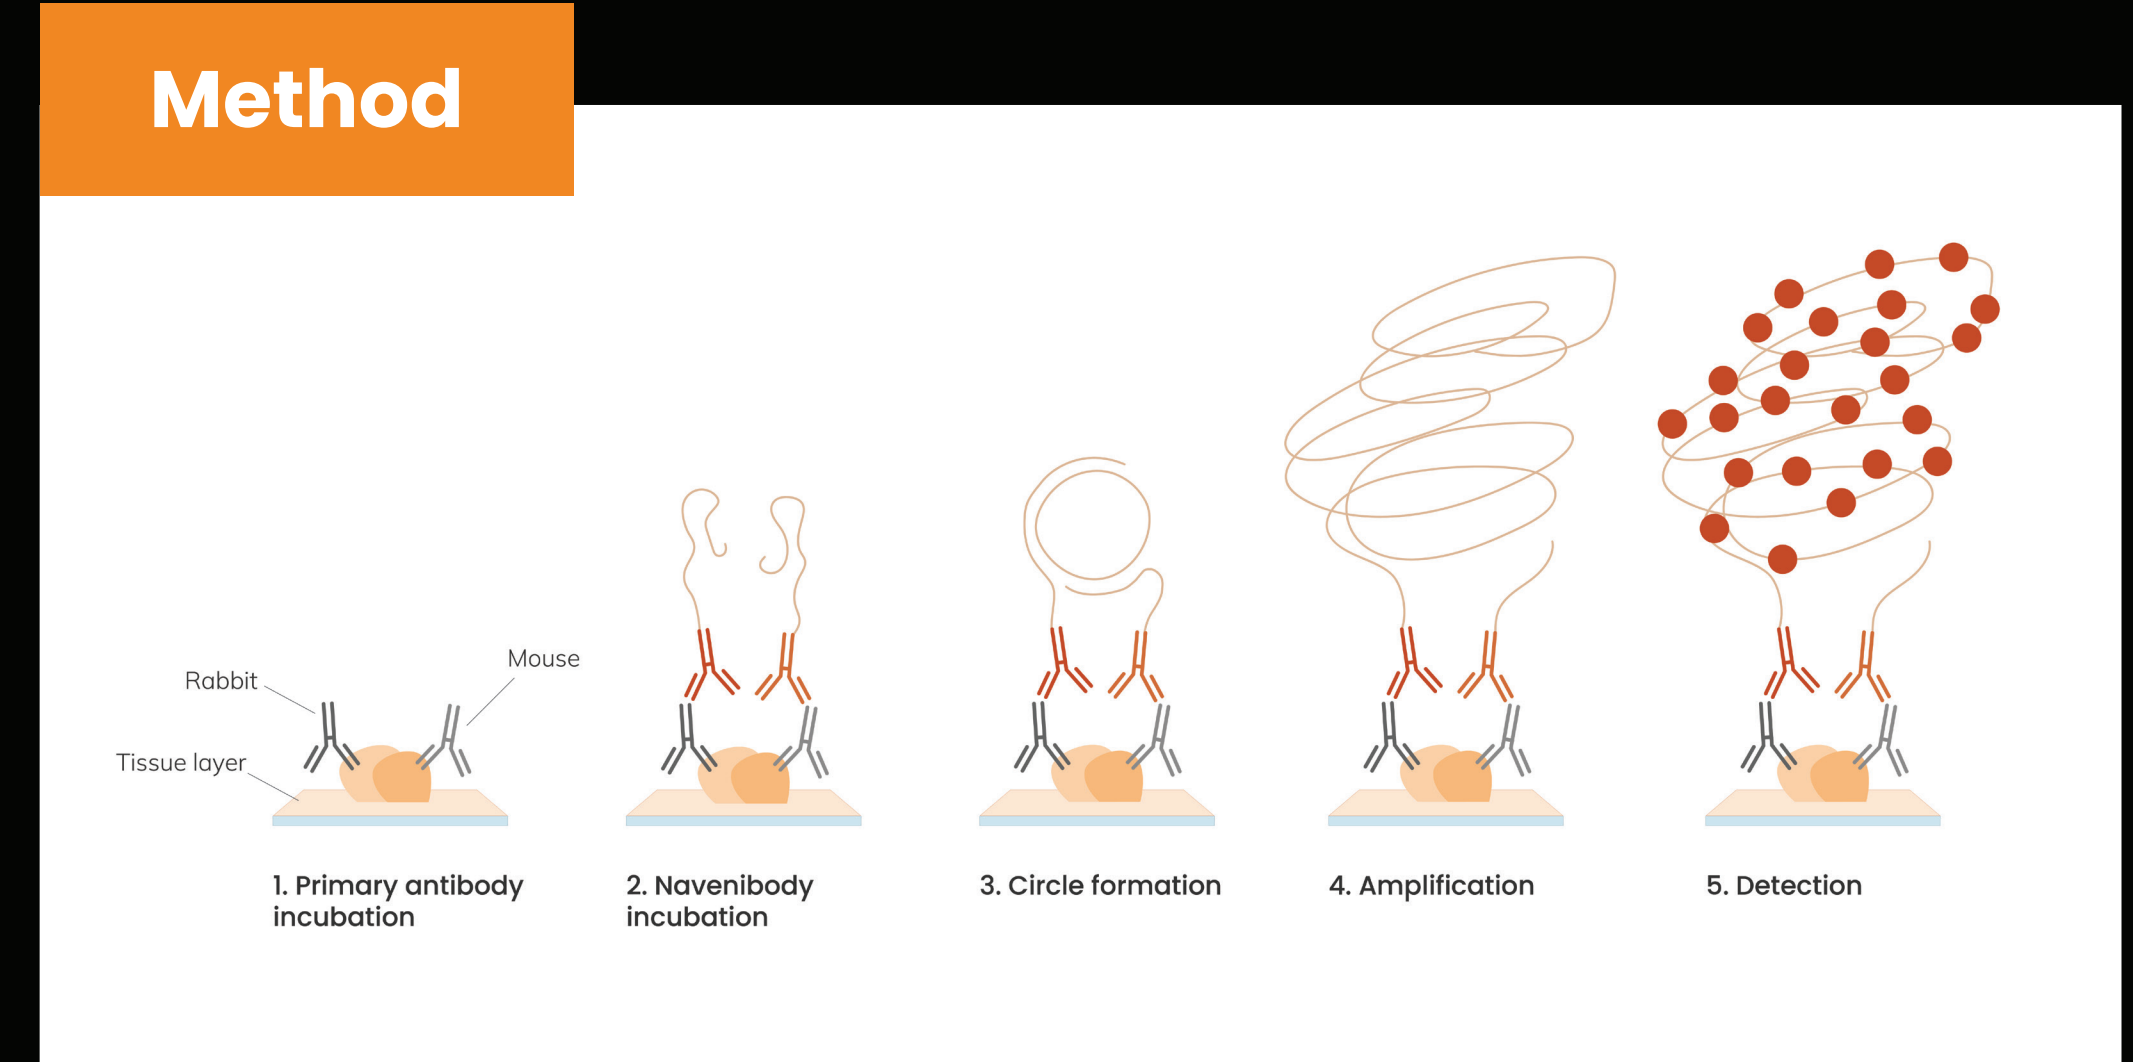 Method
Rabbit
Mouse
Tissue layer
1. Primary antibody
incubation
2. Navenibody
incubation
3. Circle formation
4. Amplification
5. Detection